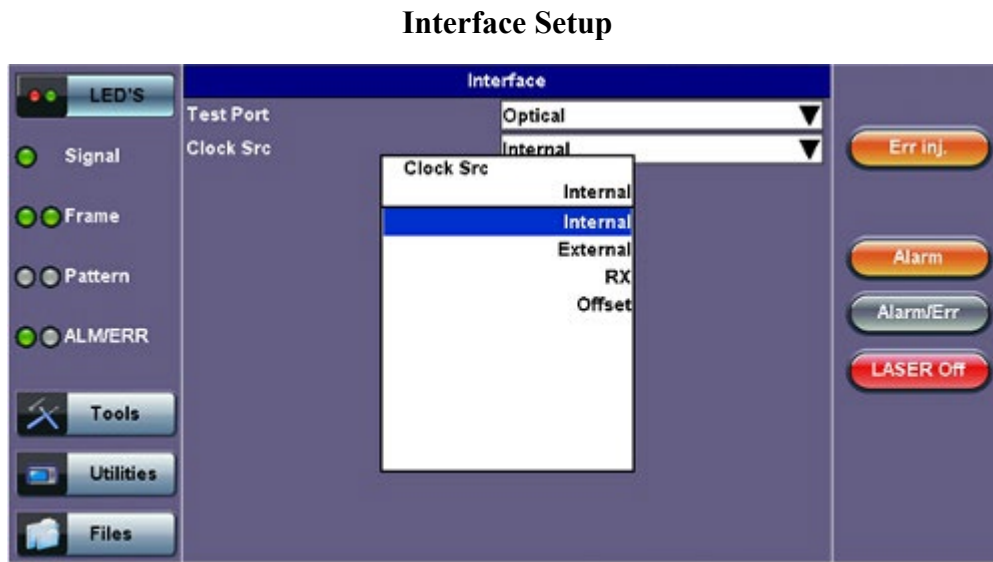 Interface Setup
LED'S
Signal
Frame
Pattern
ALM/ERR
Tools
Utilities
Files
Interface
Test Port Optical
Clock Src Internal
Clock Src
Internal
Internal
External
RX
Offset
Err inj.
Alarm
Alarm/Err
LASER Off